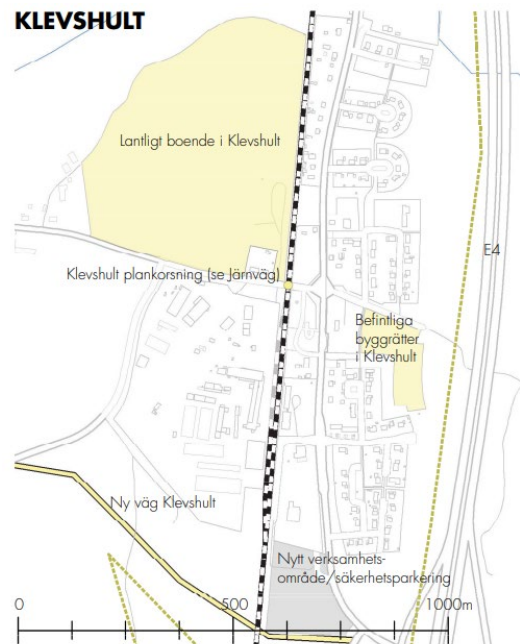 KLEVSHULT
Lantligt boende i Klevshult
E4
Klevshult plankorsning (se Järnväg)
Befintliga
byggrätter
i Klevshult
Ny väg Klevshult
Nytt verksamhets-
område/säkerhetsparkering
0 500 1000m